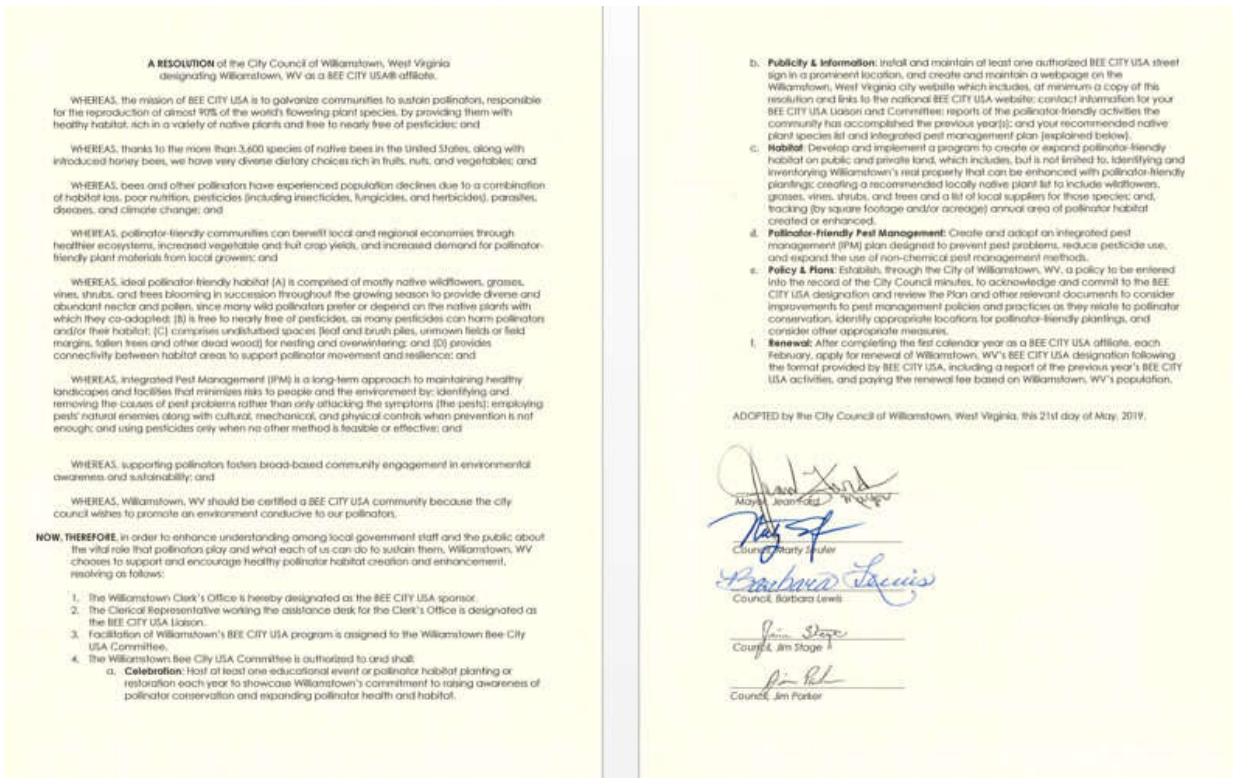 A RESOLUTION of the City Council of Williamstown, West Virginia
designating Williamstown, WV as a BEE CITY USA® affiliate.
WHEREAS, the mission of BEE CITY USA is to galvanize communities to sustain pollinators, responsible
for the reproduction of almost 90% of the world's flowering plant species, by providing them with
healthy habitat, rich in a variety of native plants and free to nearly free of pesticides; and
WHEREAS, thanks to the more than 3,600 species of native bees in the United States, along with
introduced honey bees, we have very diverse dietary choices rich in fruits, nuts, and vegetables; and
WHEREAS, bees and other pollinators have experienced population declines due to a combination
of habitat loss, poor nutrition, pesticides (including insecticides, fungicides, and herbicides), parasites,
diseases, and climate change; and
WHEREAS, pollinator-friendly communities can benefit local and regional economies through
healthier ecosystems, increased vegetable and fruit crop yields, and increased demand for pollinator-
friendly plant materials from local growers; and
WHEREAS, ideal pollinator-friendly habitat (A) is comprised of mostly native wildflowers, grasses,
vines, shrubs, and trees blooming in succession throughout the growing season to provide diverse and
abundant nectar and pollen, since many wild pollinators prefer or depend on the native plants with
which they co-adapted; (B) is free to nearly free of pesticides, as many pesticides can harm pollinators
and/or their habitat; (C) comprises undisturbed spaces (leaf and brush piles, unmown fields or field
margins, fallen trees and other dead wood) for nesting and overwintering; and (D) provides
connectivity between habitat areas to support pollinator movement and resilience; and
WHEREAS, Integrated Pest Management (IPM) is a long-term approach to maintaining healthy
landscapes and facilities that minimizes risks to people and the environment by: identifying and
removing the causes of pest problems rather than only attacking the symptoms (the pests); employing
pests' natural enemies along with cultural, mechanical, and physical controls when prevention is not
enough; and using pesticides only when no other method is feasible or effective; and
WHEREAS, supporting pollinators fosters broad-based community engagement in environmental
awareness and sustainability; and
WHEREAS, Williamstown, WV should be certified a BEE CITY USA community because the city
council wishes to promote an environment conducive to our pollinators.
NOW, THEREFORE, in order to enhance understanding among local government staff and the public about
the vital role that pollinators play and what each of us can do to sustain them, Williamstown, WV
chooses to support and encourage healthy pollinator habitat creation and enhancement,
resolving as follows:
1. The Williamstown Clerk's Office is hereby designated as the BEE CITY USA sponsor.
2. The Clerical Representative working the assistance desk for the Clerk's Office is designated as
the BEE CITY USA Liaison.
3. Facilitation of Williamstown's BEE CITY USA program is assigned to the Williamstown Bee City
USA Committee.
4. The Williamstown Bee City USA Committee is authorized to and shall:
a. Celebration: Host at least one educational event or pollinator habitat planting or
restoration each year to showcase Williamstown's commitment to raising awareness of
pollinator conservation and expanding pollinator health and habitat.
b. Publicity & Information: Install and maintain at least one authorized BEE CITY USA street
sign in a prominent location, and create and maintain a webpage on the
Williamstown, West Virginia city website which includes, at minimum a copy of this
resolution and links to the national BEE CITY USA website; contact information for your
BEE CITY USA Liaison and Committee; reports of the pollinator-friendly activities the
community has accomplished the previous year(s); and your recommended native
plant species list and integrated pest management plan (explained below).
c. Habitat: Develop and implement a program to create or expand pollinator-friendly
habitat on public and private land, which includes, but is not limited to, Identifying and
inventorying Williamstown's real property that can be enhanced with pollinator-friendly
plantings; creating a recommended locally native plant list to include wildflowers,
grasses, vines, shrubs, and trees and a list of local suppliers for those species; and,
tracking (by square footage and/or acreage) annual area of pollinator habitat
created or enhanced.
d. Pollinator-Friendly Pest Management: Create and adopt an integrated pest
management (IPM) plan designed to prevent pest problems, reduce pesticide use,
and expand the use of non-chemical pest management methods.
e. Policy & Plans: Establish, through the City of Williamstown, WV, a policy to be entered
into the record of the City Council minutes, to acknowledge and commit to the BEE
CITY USA designation and review the Plan and other relevant documents to consider
improvements to pest management policies and practices as they relate to pollinator
conservation, identify appropriate locations for pollinator-friendly plantings, and
consider other appropriate measures.
f. Renewal: After completing the first calendar year as a BEE CITY USA affiliate, each
February, apply for renewal of Williamstown, WV's BEE CITY USA designation following
the format provided by BEE CITY USA, including a report of the previous year's BEE CITY
USA activities, and paying the renewal fee based on Williamstown, WV's population.
ADOPTED by the City Council of Williamstown, West Virginia, this 21st day of May, 2019.
Jean Ford Mayor
Mayor, Jean Ford
Council, Marty
Barbara Lewis
Council, Barbara Lewis
Jim Stage
Council, Jim Stage
Council, Jim Parker